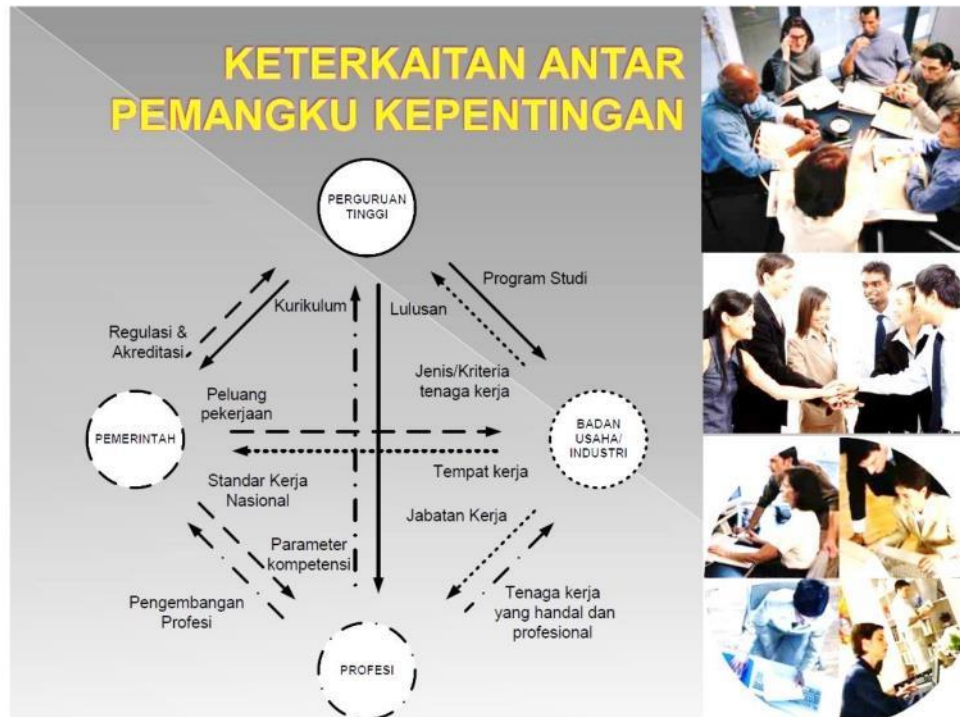 KETERKAITAN ANTAR
PEMANGKU KEPENTINGAN
PERGURUAN
TINGGI
Program Studi
Kurikulum
Lulusan
Regulasi &
Akreditasi
Jenis/Kriteria
tenaga kerja
Peluang
pekerjaan
PEMERINTAH
BADAN
USAHA/
INDUSTRI
Tempat kerja
Standar Kerja
Nasional
Jabatan Kerja
Parameter
kompetensi
Pengembangan
Profesi
Tenaga kerja
yang handal dan
profesional
PROFESI